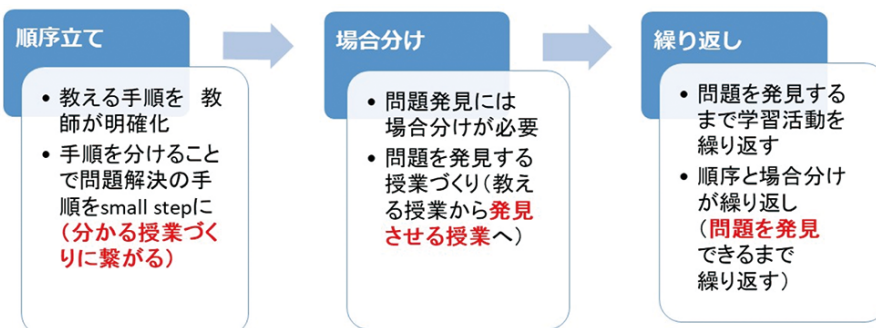 順序立て
• 教える手順を 教
師が明確化
• 手順を分けること
で問題解決の手
順をsmall stepに
(分かる授業づく
りに繋がる)
場合分け
• 問題発見には
場合分けが必要
• 問題を発見する
授業づくり(教え
る授業から発見
させる授業へ)
繰り返し
• 問題を発見する
まで学習活動を
繰り返す
• 順序と場合分け
が繰り返し
(問題を発見
できるまで
繰り返す)